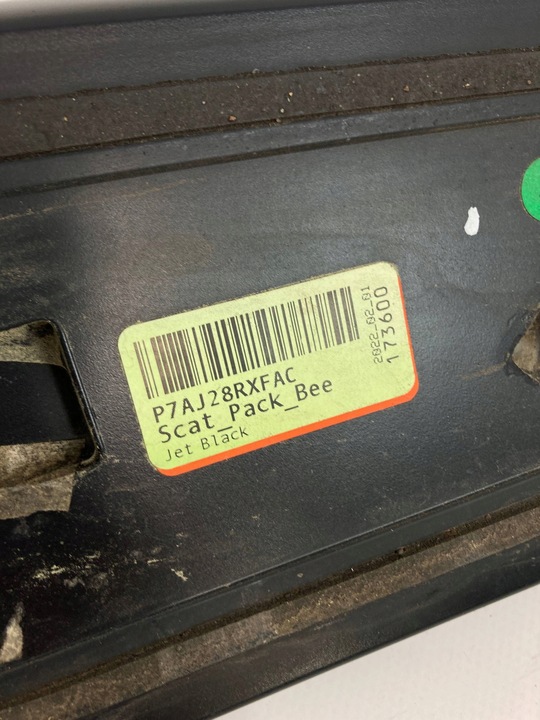 P7AJ28RXFAC
Scat_Pack_Bee
Jet Black
2022_02_01
173600